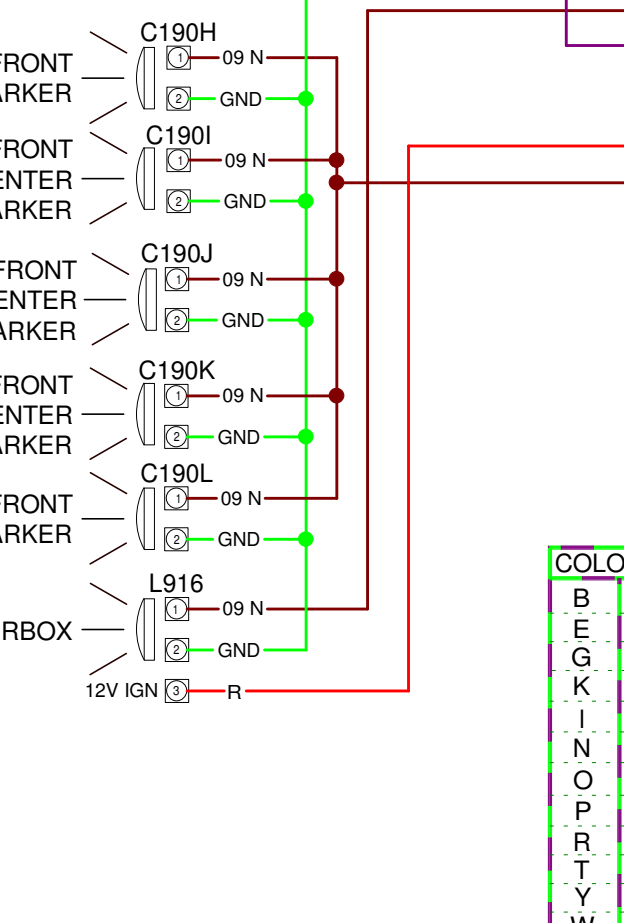 C190H
1 09 N
FRONT
ARKER
2 GND
C190I
1 09 N
FRONT
ENTER
ARKER
2 GND
C190J
1 09 N
FRONT
ENTER
ARKER
2 GND
C190K
1 09 N
FRONT
ENTER
ARKER
2 GND
C190L
1 09 N
FRONT
ARKER
2 GND
L916
1 09 N
RBOX
2 GND
12V IGN 3 R
COLO
B
E
G
K
I
N
O
P
R
T
Y
W